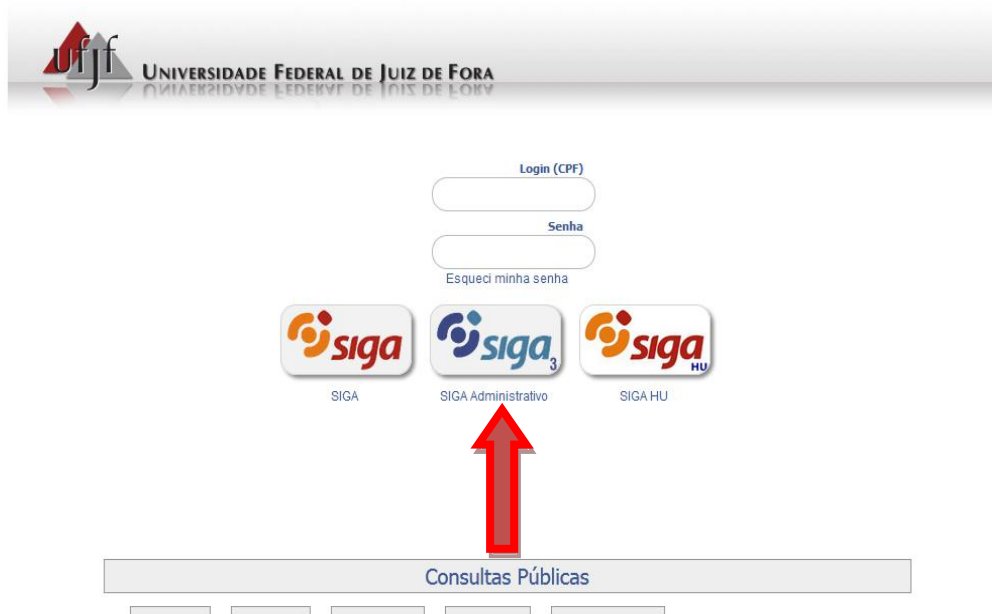 ufjf
UNIVERSIDADE FEDERAL DE JUIZ DE FORA
Login (CPF)
Senha
Esqueci minha senha
siga
siga 3
siga HU
SIGA
SIGA Administrativo
SIGA HU
Consultas Públicas